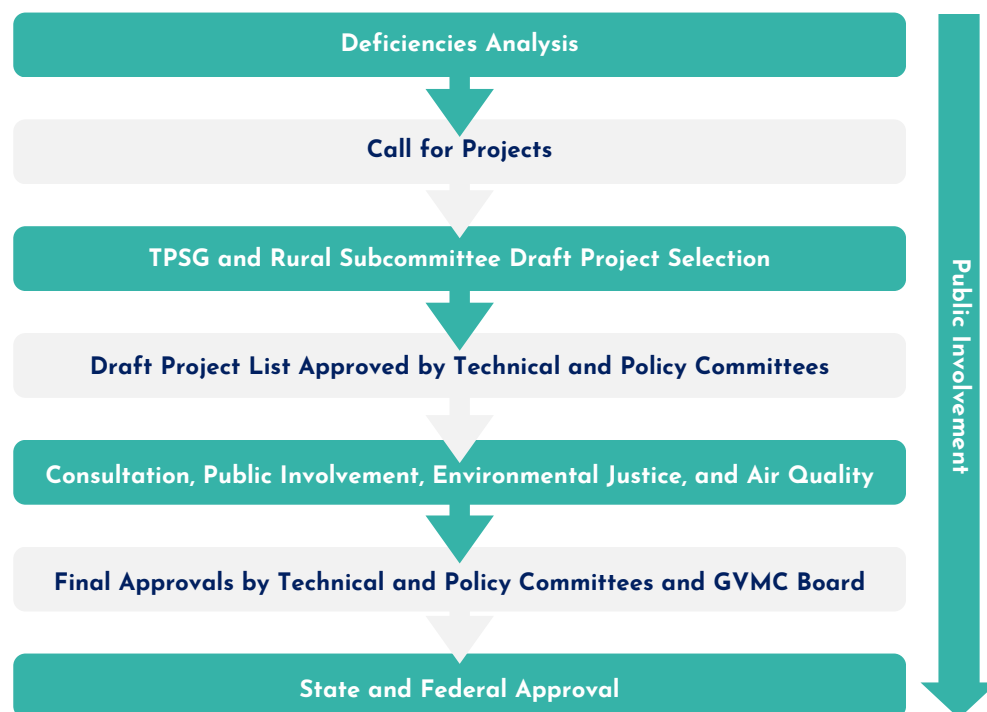 Deficiencies Analysis
Call for Projects
TPSG and Rural Subcommittee Draft Project Selection
Draft Project List Approved by Technical and Policy Committees
Consultation, Public Involvement, Environmental Justice, and Air Quality
Final Approvals by Technical and Policy Committees and GVMC Board
State and Federal Approval
Public Involvement